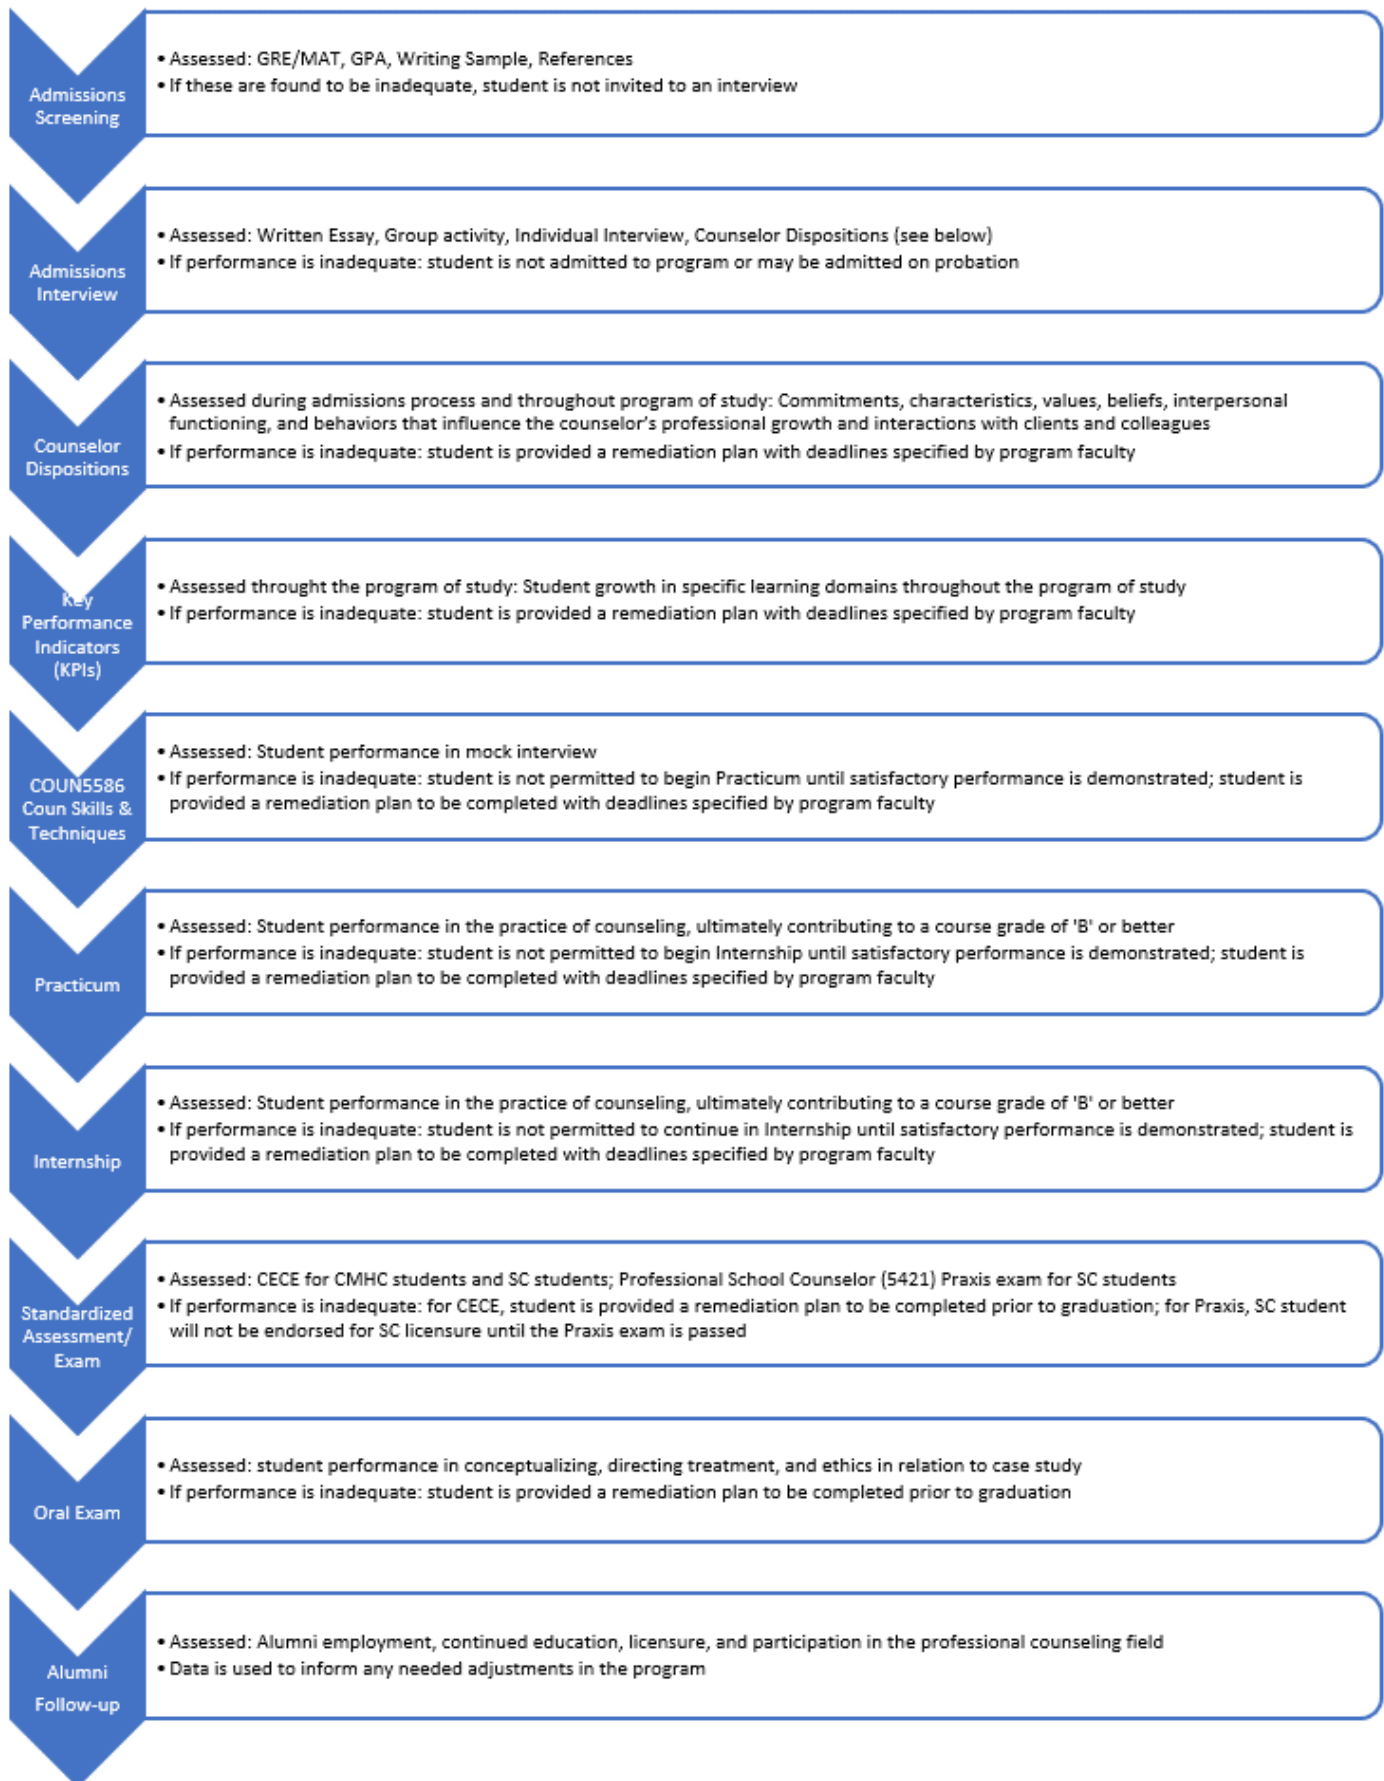 Admissions
Screening
• Assessed: GRE/MAT, GPA, Writing Sample, References
• If these are found to be inadequate, student is not invited to an interview
Admissions
Interview
• Assessed: Written Essay, Group activity, Individual Interview, Counselor Dispositions (see below)
• If performance is inadequate: student is not admitted to program or may be admitted on probation
Counselor
Dispositions
• Assessed during admissions process and throughout program of study: Commitments, characteristics, values, beliefs, interpersonal
functioning, and behaviors that influence the counselor's professional growth and interactions with clients and colleagues
• If performance is inadequate: student is provided a remediation plan with deadlines specified by program faculty
Key
Performance
Indicators
(KPIs)
• Assessed throught the program of study: Student growth in specific learning domains throughout the program of study
• If performance is inadequate: student is provided a remediation plan with deadlines specified by program faculty
COUN5586
Coun Skills &
Techniques
• Assessed: Student performance in mock interview
• If performance is inadequate: student is not permitted to begin Practicum until satisfactory performance is demonstrated; student is
provided a remediation plan to be completed with deadlines specified by program faculty
Practicum
• Assessed: Student performance in the practice of counseling, ultimately contributing to a course grade of 'B' or better
• If performance is inadequate: student is not permitted to begin Internship until satisfactory performance is demonstrated; student is
provided a remediation plan to be completed with deadlines specified by program faculty
Internship
• Assessed: Student performance in the practice of counseling, ultimately contributing to a course grade of 'B' or better
• If performance is inadequate: student is not permitted to continue in Internship until satisfactory performance is demonstrated; student is
provided a remediation plan to be completed with deadlines specified by program faculty
Standardized
Assessment/
Exam
• Assessed: CECE for CMHC students and SC students; Professional School Counselor (5421) Praxis exam for SC students
• If performance is inadequate: for CECE, student is provided a remediation plan to be completed prior to graduation; for Praxis, SC student
will not be endorsed for SC licensure until the Praxis exam is passed
Oral Exam
• Assessed: student performance in conceptualizing, directing treatment, and ethics in relation to case study
• If performance is inadequate: student is provided a remediation plan to be completed prior to graduation
Alumni
Follow-up
• Assessed: Alumni employment, continued education, licensure, and participation in the professional counseling field
• Data is used to inform any needed adjustments in the program